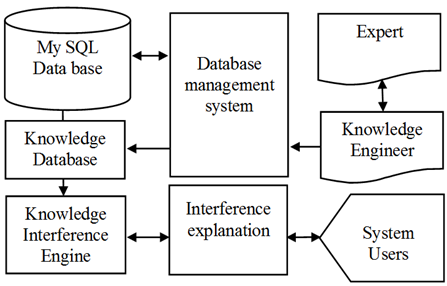 My SQL
Data base
Database
management
system
Expert
Knowledge
Database
Knowledge
Engineer
Knowledge
Interference
Engine
Interference
explanation
System
Users